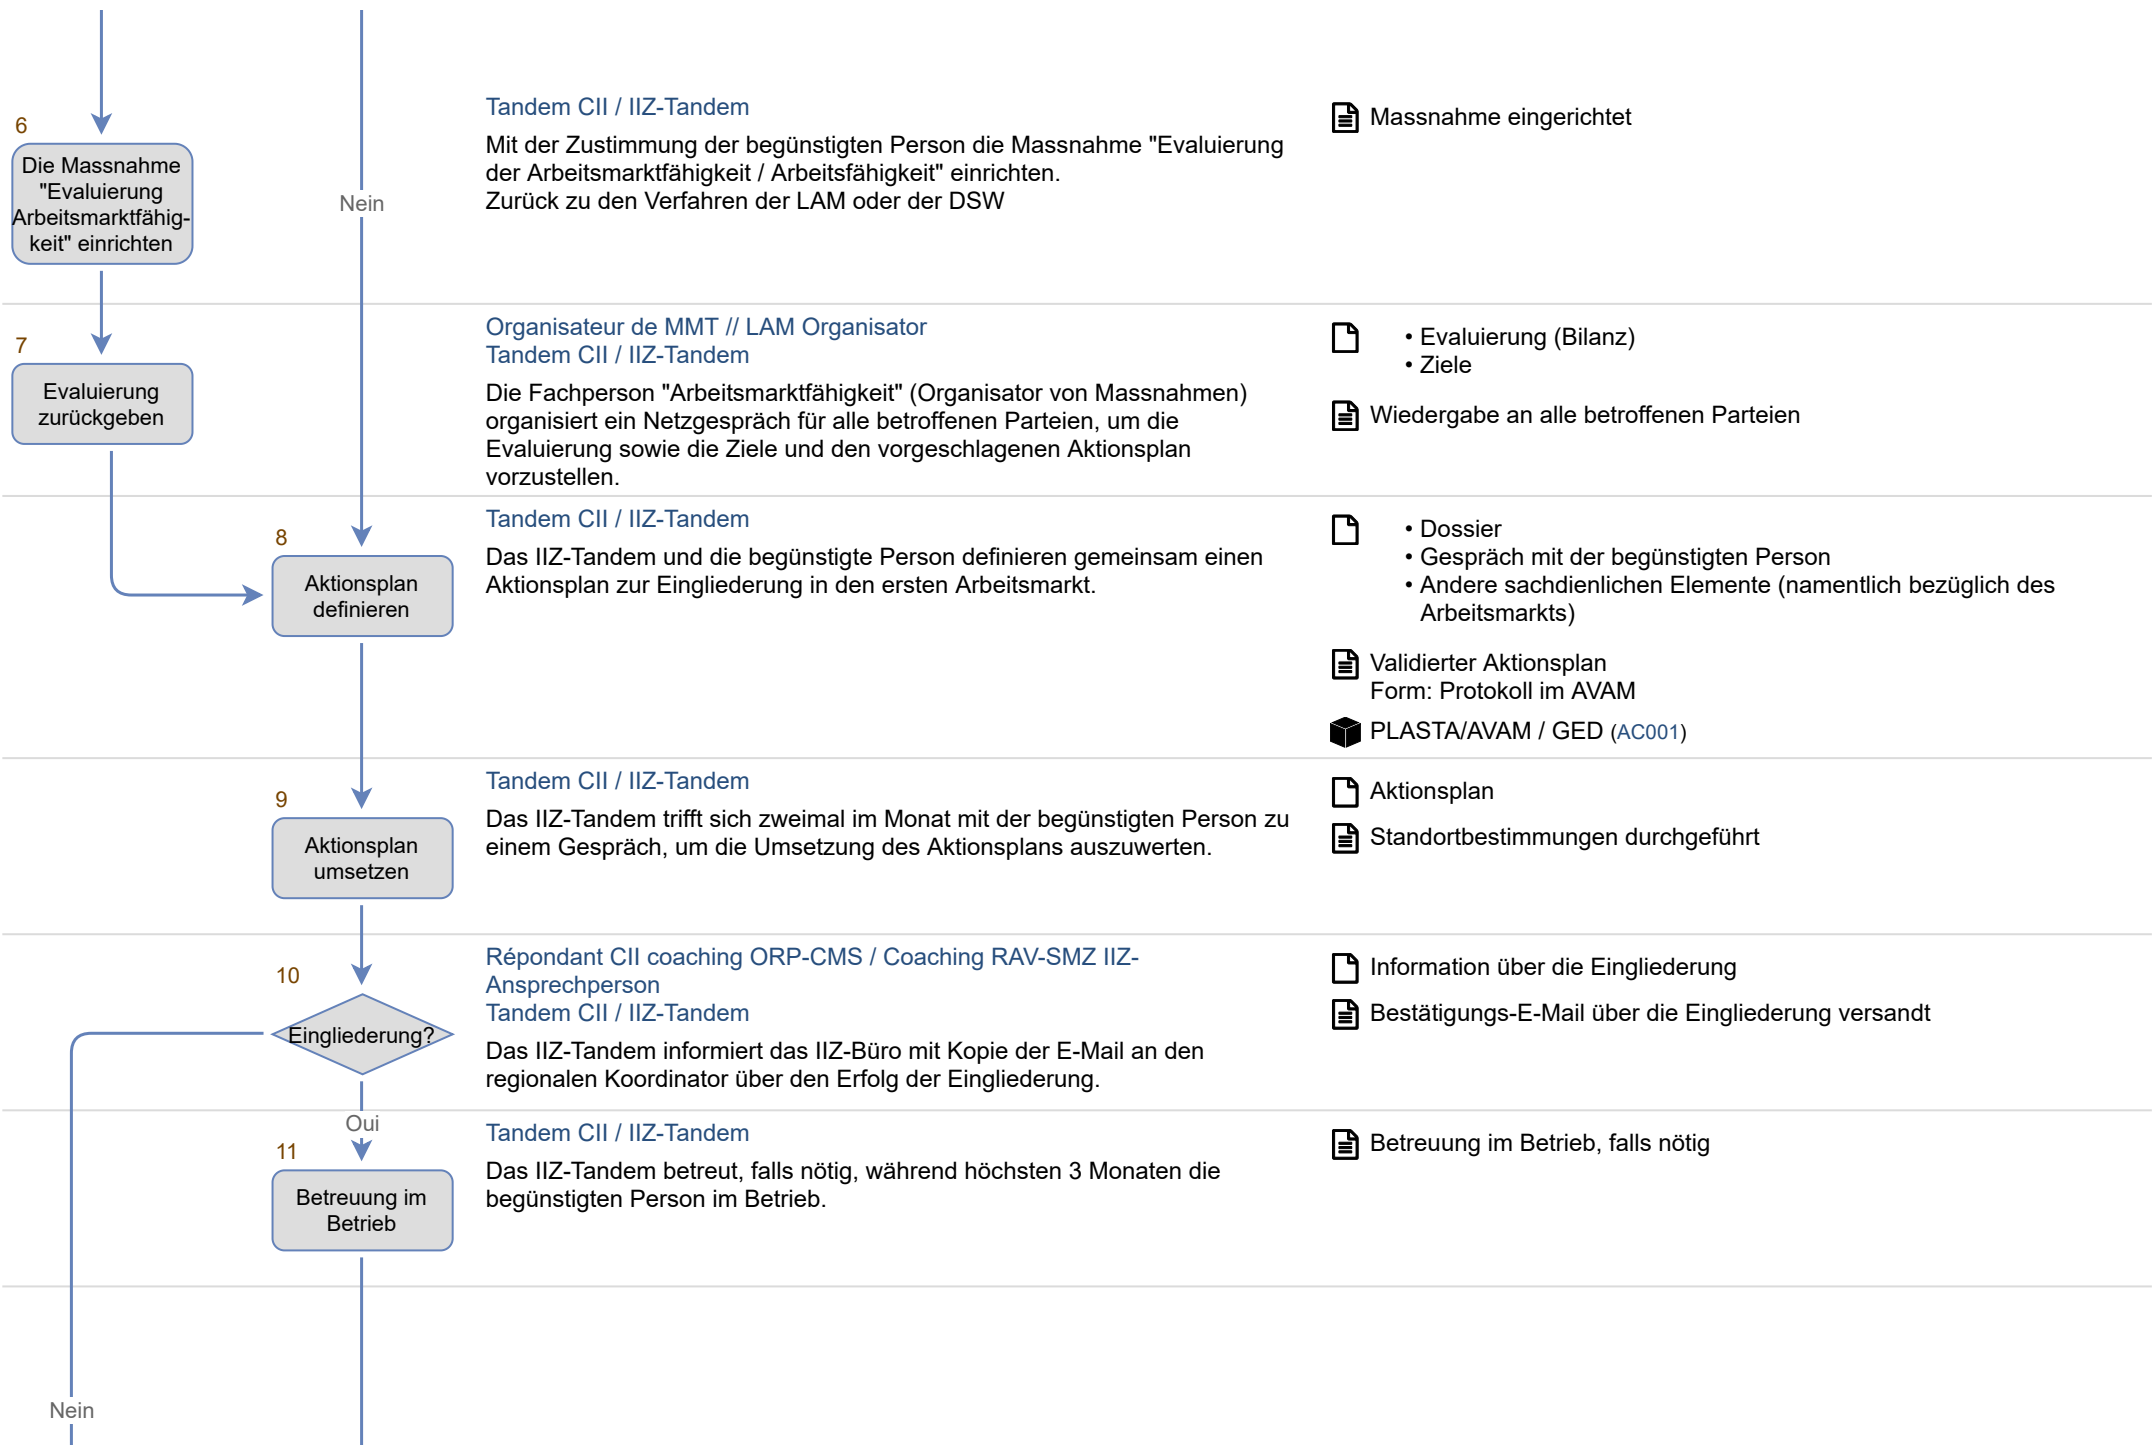 6
Die Massnahme
"Evaluierung
Arbeitsmarktfähig-
keit" einrichten
Nein
Tandem CII / IIZ-Tandem
Mit der Zustimmung der begünstigten Person die Massnahme "Evaluierung
der Arbeitsmarktfähigkeit / Arbeitsfähigkeit" einrichten.
Zurück zu den Verfahren der LAM oder der DSW
Massnahme eingerichtet
7
Evaluierung
zurückgeben
Organisateur de MMT // LAM Organisator
Tandem CII / IIZ-Tandem
Die Fachperson "Arbeitsmarktfähigkeit" (Organisator von Massnahmen)
organisiert ein Netzgespräch für alle betroffenen Parteien, um die
Evaluierung sowie die Ziele und den vorgeschlagenen Aktionsplan
vorzustellen.
• Evaluierung (Bilanz)
• Ziele
Wiedergabe an alle betroffenen Parteien
8
Aktionsplan
definieren
Tandem CII / IIZ-Tandem
Das IIZ-Tandem und die begünstigte Person definieren gemeinsam einen
Aktionsplan zur Eingliederung in den ersten Arbeitsmarkt.
• Dossier
• Gespräch mit der begünstigten Person
• Andere sachdienlichen Elemente (namentlich bezüglich des
Arbeitsmarkts)
Validierter Aktionsplan
Form: Protokoll im AVAM
PLASTA/AVAM / GED (AC001)
9
Aktionsplan
umsetzen
Tandem CII / IIZ-Tandem
Das IIZ-Tandem trifft sich zweimal im Monat mit der begünstigten Person zu
einem Gespräch, um die Umsetzung des Aktionsplans auszuwerten.
Aktionsplan
Standortbestimmungen durchgeführt
10
Eingliederung?
Répondant CII coaching ORP-CMS / Coaching RAV-SMZ IIZ-
Ansprechperson
Tandem CII / IIZ-Tandem
Das IIZ-Tandem informiert das IIZ-Büro mit Kopie der E-Mail an den
regionalen Koordinator über den Erfolg der Eingliederung.
Information über die Eingliederung
Bestätigungs-E-Mail über die Eingliederung versandt
Oui
11
Betreuung im
Betrieb
Tandem CII / IIZ-Tandem
Das IIZ-Tandem betreut, falls nötig, während höchsten 3 Monaten die
begünstigten Person im Betrieb.
Betreuung im Betrieb, falls nötig
Nein